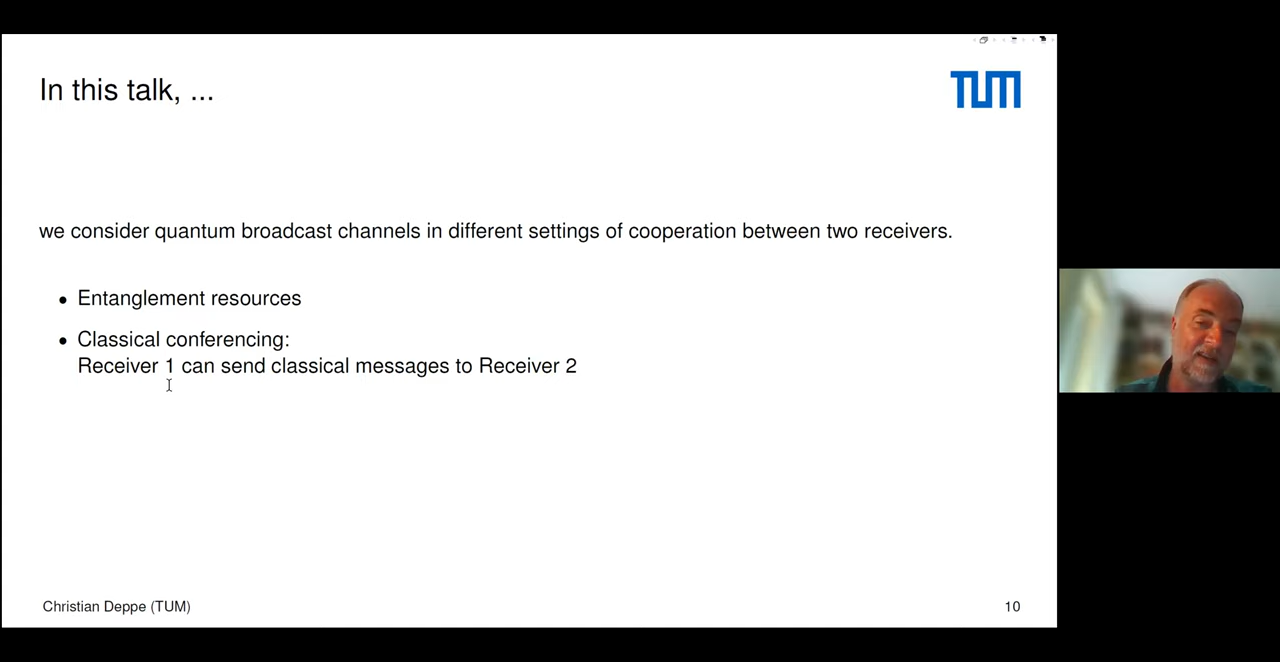 In this talk, ...
TUM
we consider quantum broadcast channels in different settings of cooperation between two receivers.
• Entanglement resources
• Classical conferencing:
Receiver 1 can send classical messages to Receiver 2
Christian Deppe (TUM)
10